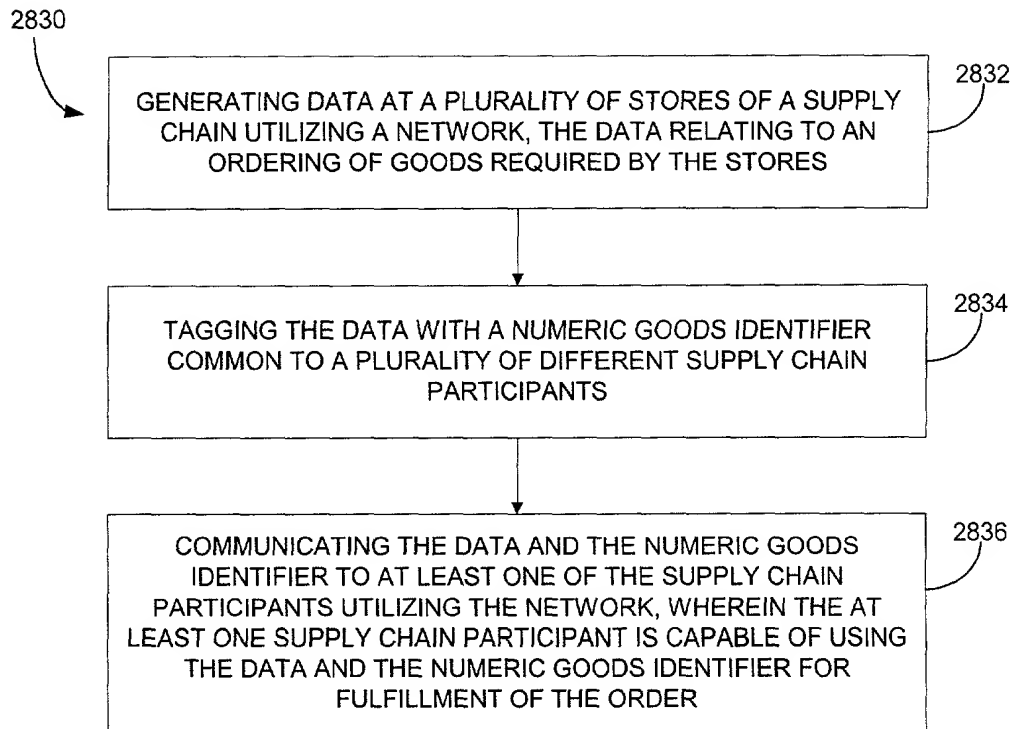 2830
2832
GENERATING DATA AT A PLURALITY OF STORES OF A SUPPLY
CHAIN UTILIZING A NETWORK, THE DATA RELATING TO AN
ORDERING OF GOODS REQUIRED BY THE STORES
2834
TAGGING THE DATA WITH A NUMERIC GOODS IDENTIFIER
COMMON TO A PLURALITY OF DIFFERENT SUPPLY CHAIN
PARTICIPANTS
2836
COMMUNICATING THE DATA AND THE NUMERIC GOODS
IDENTIFIER TO AT LEAST ONE OF THE SUPPLY CHAIN
PARTICIPANTS UTILIZING THE NETWORK, WHEREIN THE AT
LEAST ONE SUPPLY CHAIN PARTICIPANT IS CAPABLE OF USING
THE DATA AND THE NUMERIC GOODS IDENTIFIER FOR
FULFILLMENT OF THE ORDER